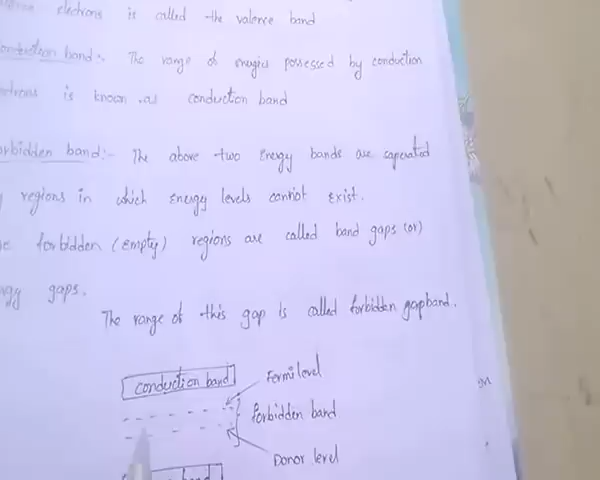 electrons is called the valence band
conduction band:- The range of energies possessed by conduction
is known as conduction band
forbidden band:- The above two energy bands are seperated
regions in which energy levels cannot exist.
forbidden (empty) regions are called band gaps (or)
gaps.
The range of this gap is called forbidden gapband.
conduction band
Fermi level
forbidden band
Donor level
band